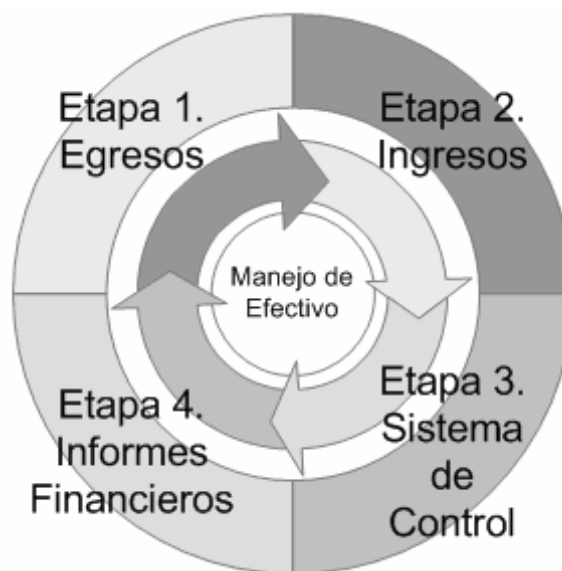 Etapa 1.
Egresos
Etapa 2.
Ingresos
Manejo de
Efectivo
Etapa 3.
Sistema
de
Control
Etapa 4.
Informes
Financieros